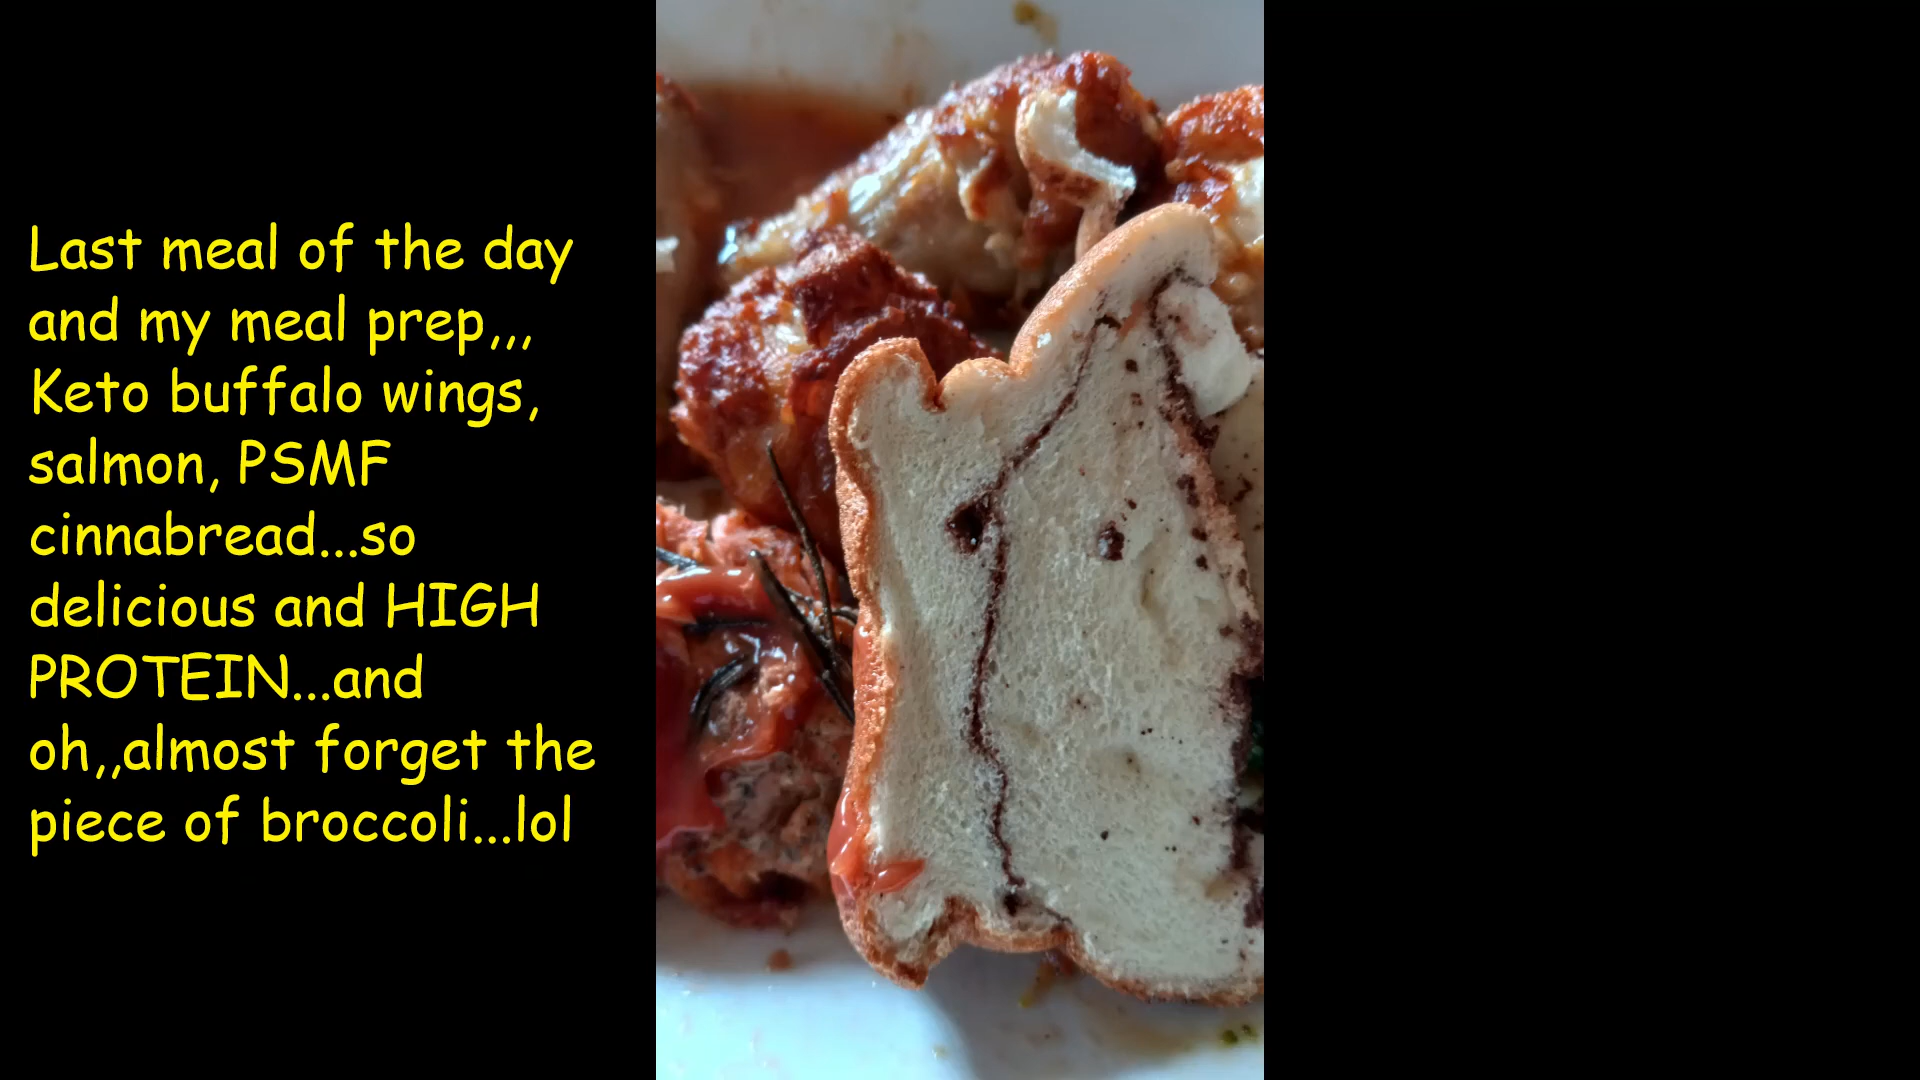 Last meal of the day
and my meal prep,,,
Keto buffalo wings,
salmon, PSMF
cinnabread...so
delicious and HIGH
PROTEIN...and
oh,,almost forget the
piece of broccoli...lol